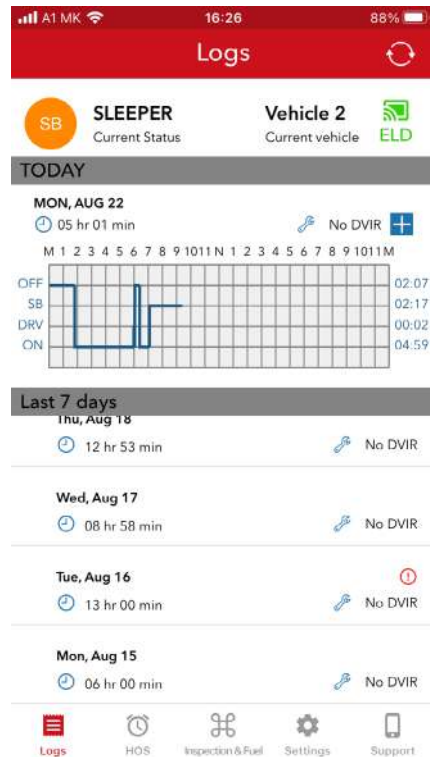 A1 MK 16:26 88%
Logs
SB SLEEPER Vehicle 2
Current Status Current vehicle ELD
TODAY
MON, AUG 22
05 hr 01 min No DVIR
M 1 2 3 4 5 6 7 8 9 10 11 N 1 2 3 4 5 6 7 8 9 10 11 M
OFF 02:07
SB 02:17
DRV 00:02
ON 04:59
Last 7 days
Thu, Aug 18
12 hr 53 min No DVIR
Wed, Aug 17
08 hr 58 min No DVIR
Tue, Aug 16
13 hr 00 min No DVIR
Mon, Aug 15
06 hr 00 min No DVIR
Logs HOS Inspection & Fuel Settings Support